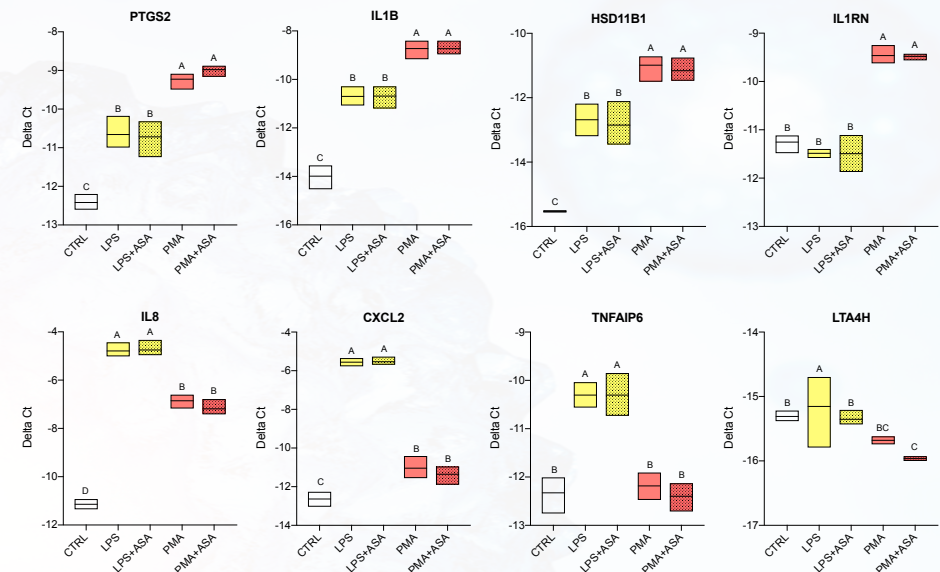 PTGS2
Delta Ct
-8
-9
-10
-11
-12
-13
C
B
B
A
A
CTRL
LPS
LPS+ASA
PMA
PMA+ASA
IL1B
Delta Ct
-8
-10
-12
-14
-16
C
B
B
A
A
CTRL
LPS
LPS+ASA
PMA
PMA+ASA
HSD11B1
Delta Ct
-10
-12
-14
-16
C
B
B
A
A
CTRL
LPS
LPS+ASA
PMA
PMA+ASA
IL1RN
Delta Ct
-9
-10
-11
-12
-13
B
B
B
A
A
CTRL
LPS
LPS+ASA
PMA
PMA+ASA
IL8
Delta Ct
-4
-6
-8
-10
-12
D
A
A
B
B
CTRL
LPS
LPS+ASA
PMA
PMA+ASA
CXCL2
Delta Ct
-4
-6
-8
-10
-12
-14
C
A
A
B
B
CTRL
LPS
LPS+ASA
PMA
PMA+ASA
TNFAIP6
Delta Ct
-9
-10
-11
-12
-13
B
A
A
B
B
CTRL
LPS
LPS+ASA
PMA
PMA+ASA
LTA4H
Delta Ct
-14
-15
-16
-17
B
A
B
BC
C
CTRL
LPS
LPS+ASA
PMA
PMA+ASA